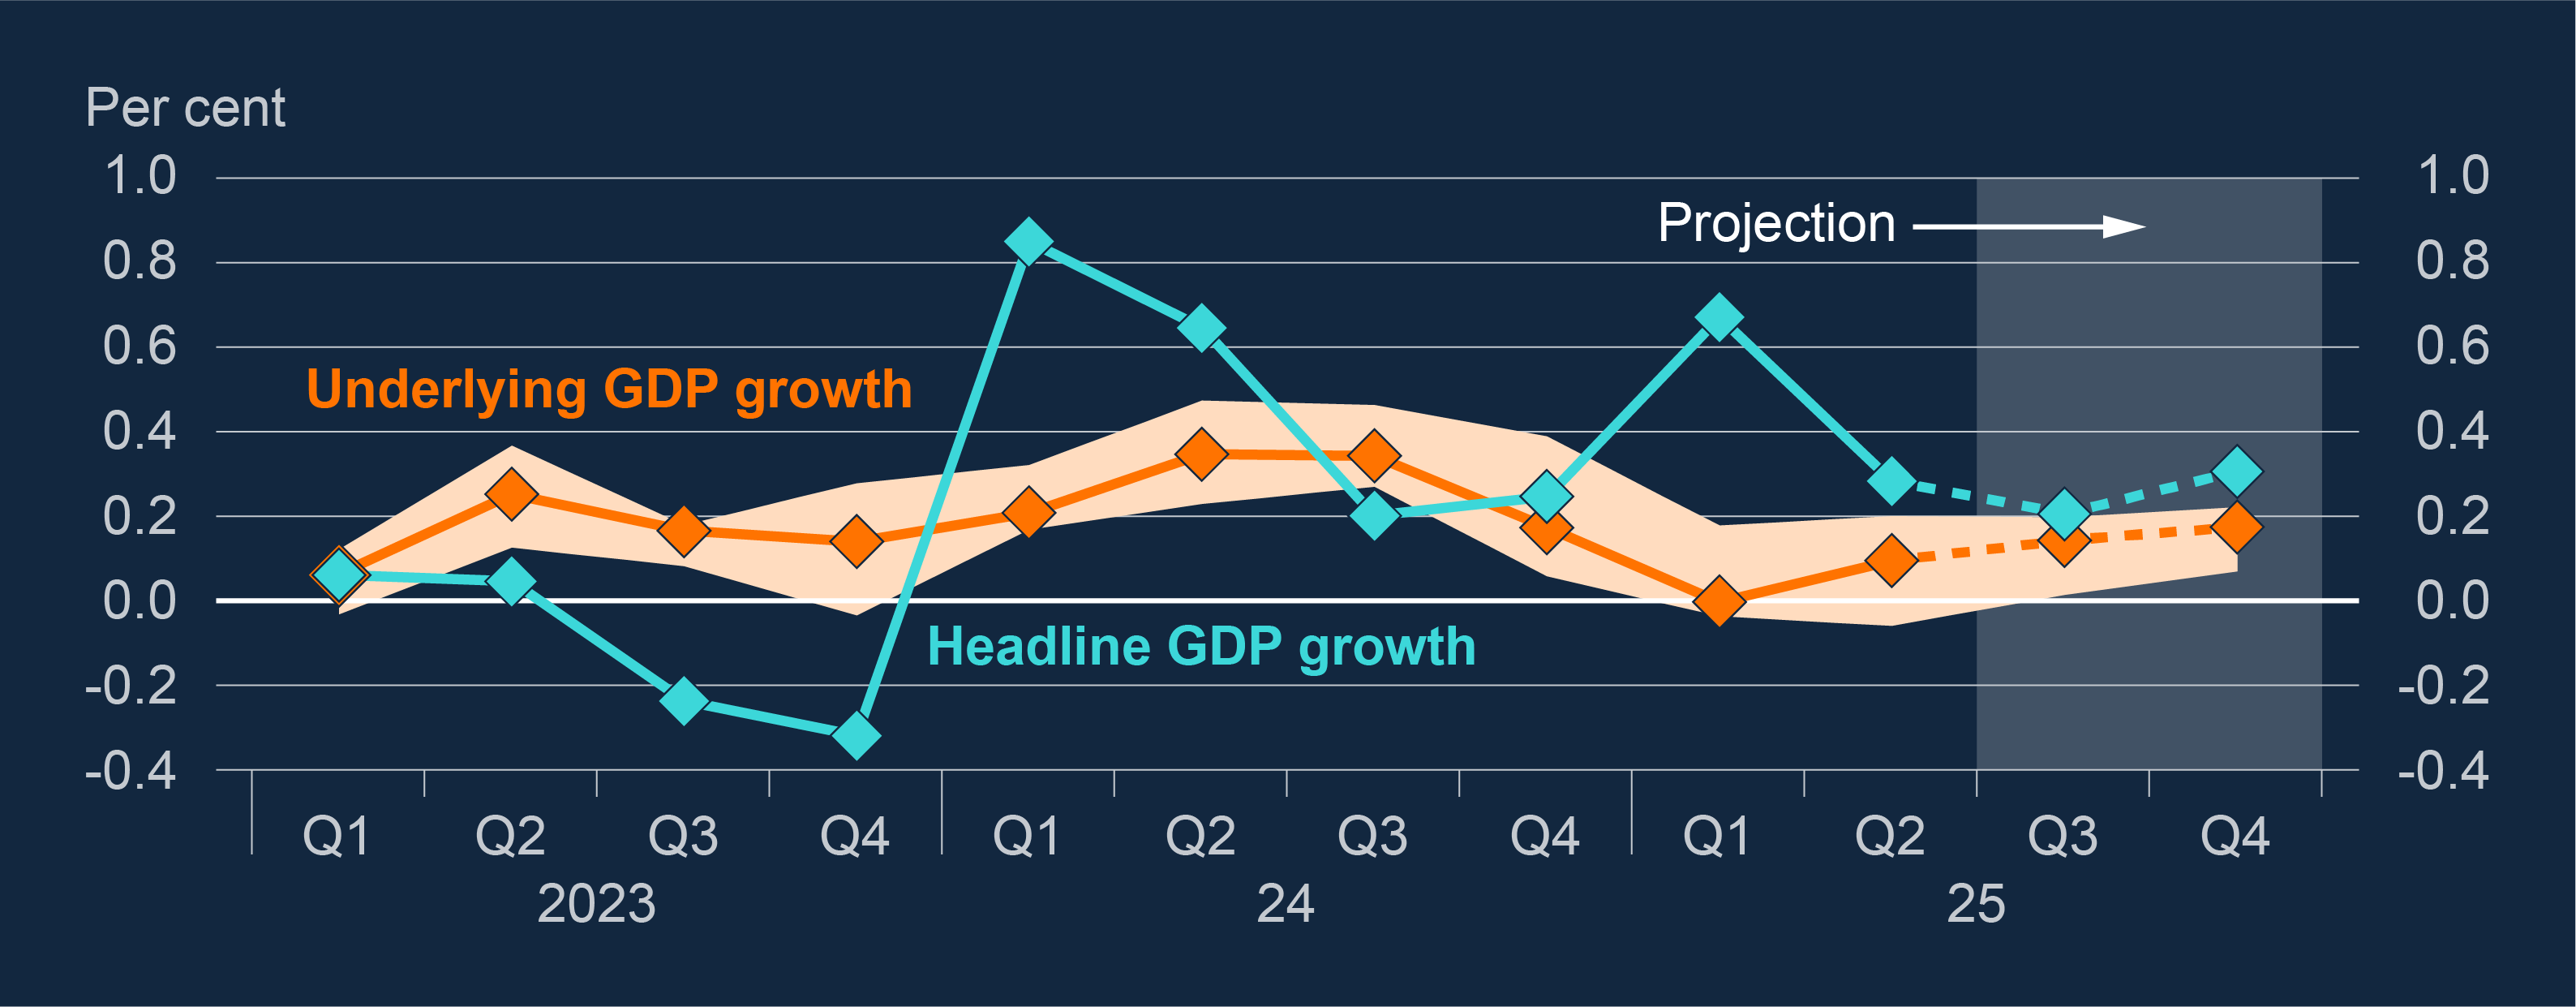 Per cent
1.0 1.0
Projection
0.8 0.8
0.6 0.6
Underlying GDP growth
0.4 0.4
0.2 0.2
0.0 0.0
Headline GDP growth
-0.2 -0.2
-0.4 -0.4
Q1 Q2 Q3 Q4 Q1 Q2 Q3 Q4 Q1 Q2 Q3 Q4
2023 24 25